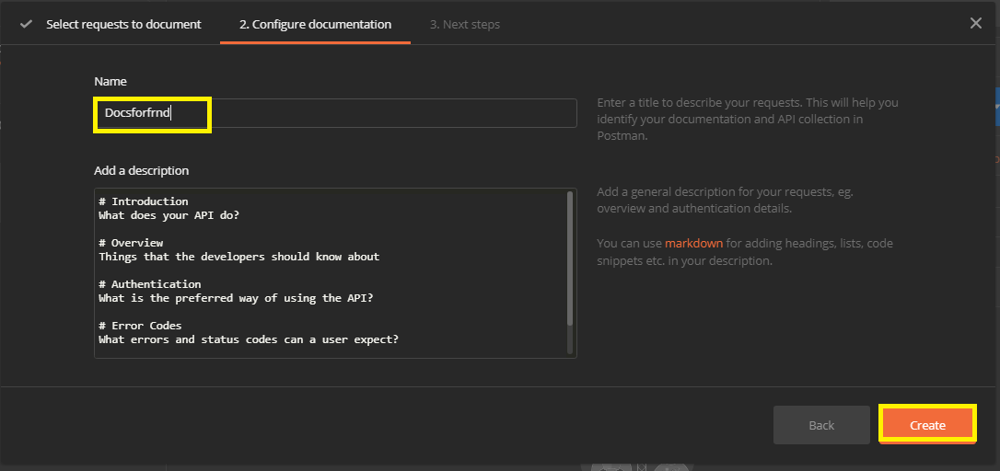 Select requests to document
2. Configure documentation
3. Next steps
Name
Docsforfrnd
Enter a title to describe your requests. This will help you
identify your documentation and API collection in
Postman.
Add a description
# Introduction
What does your API do?
# Overview
Things that the developers should know about
# Authentication
What is the preferred way of using the API?
# Error Codes
What errors and status codes can a user expect?
Add a general description for your requests, eg.
overview and authentication details.
You can use markdown for adding headings, lists, code
snippets etc. in your description.
Back
Create